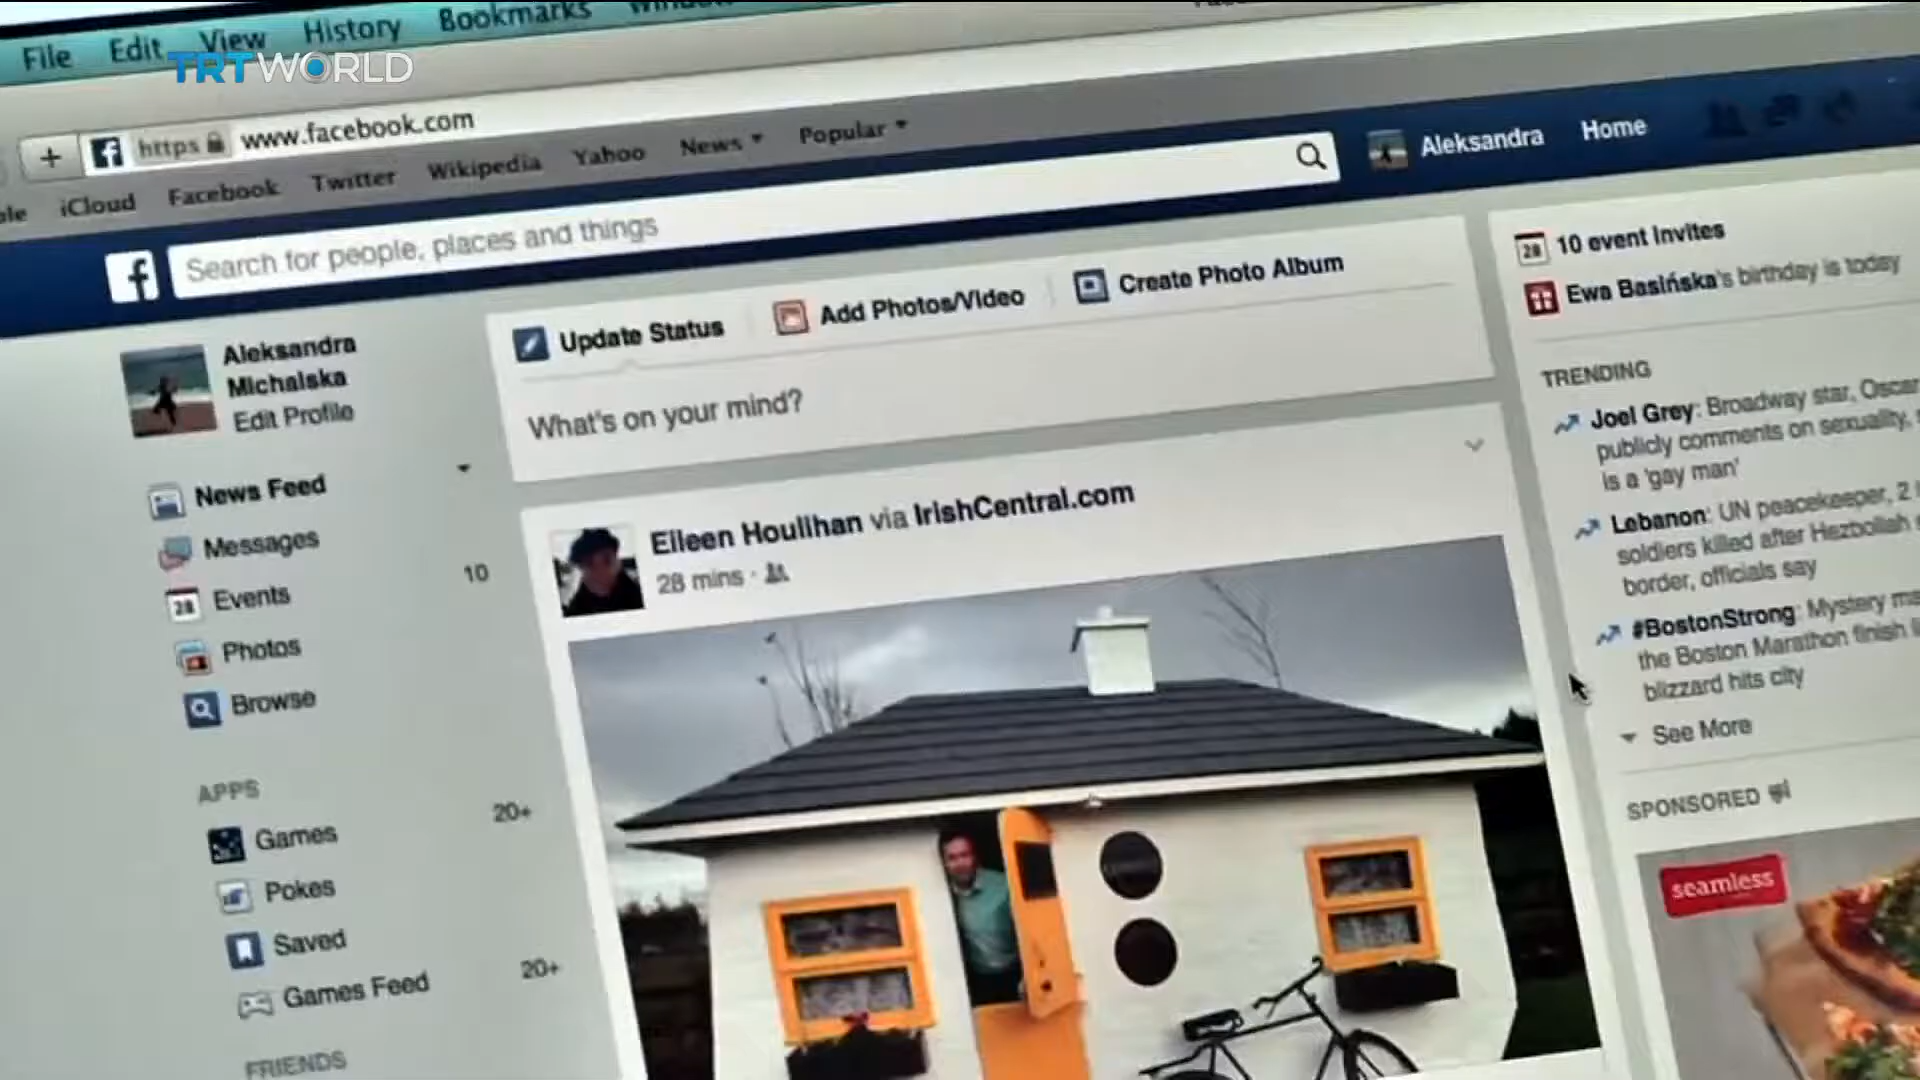 File Edit View History Bookmarks
TRT WORLD
https www.facebook.com
iCloud Facebook Twitter Wikipedia Yahoo News Popular
Search for people, places and things
Aleksandra Home
Aleksandra
Michalska
Edit Profile
News Feed
Messages
Events 10
Photos
Browse
APPS
Games 20+
Pokes
Saved
Games Feed 20+
FRIENDS
Update Status Add Photos/Video Create Photo Album
What's on your mind?
Eileen Houlihan via IrishCentral.com
28 mins
10 event invites
Ewa Basińska's birthday is today
TRENDING
Joel Grey: Broadway star, Oscar
publicly comments on sexuality,
is a 'gay man'
Lebanon: UN peacekeeper, 2
soldiers killed after Hezbollah
border, officials say
#BostonStrong: Mystery
the Boston Marathon finish
blizzard hits city
See More
SPONSORED
seamless